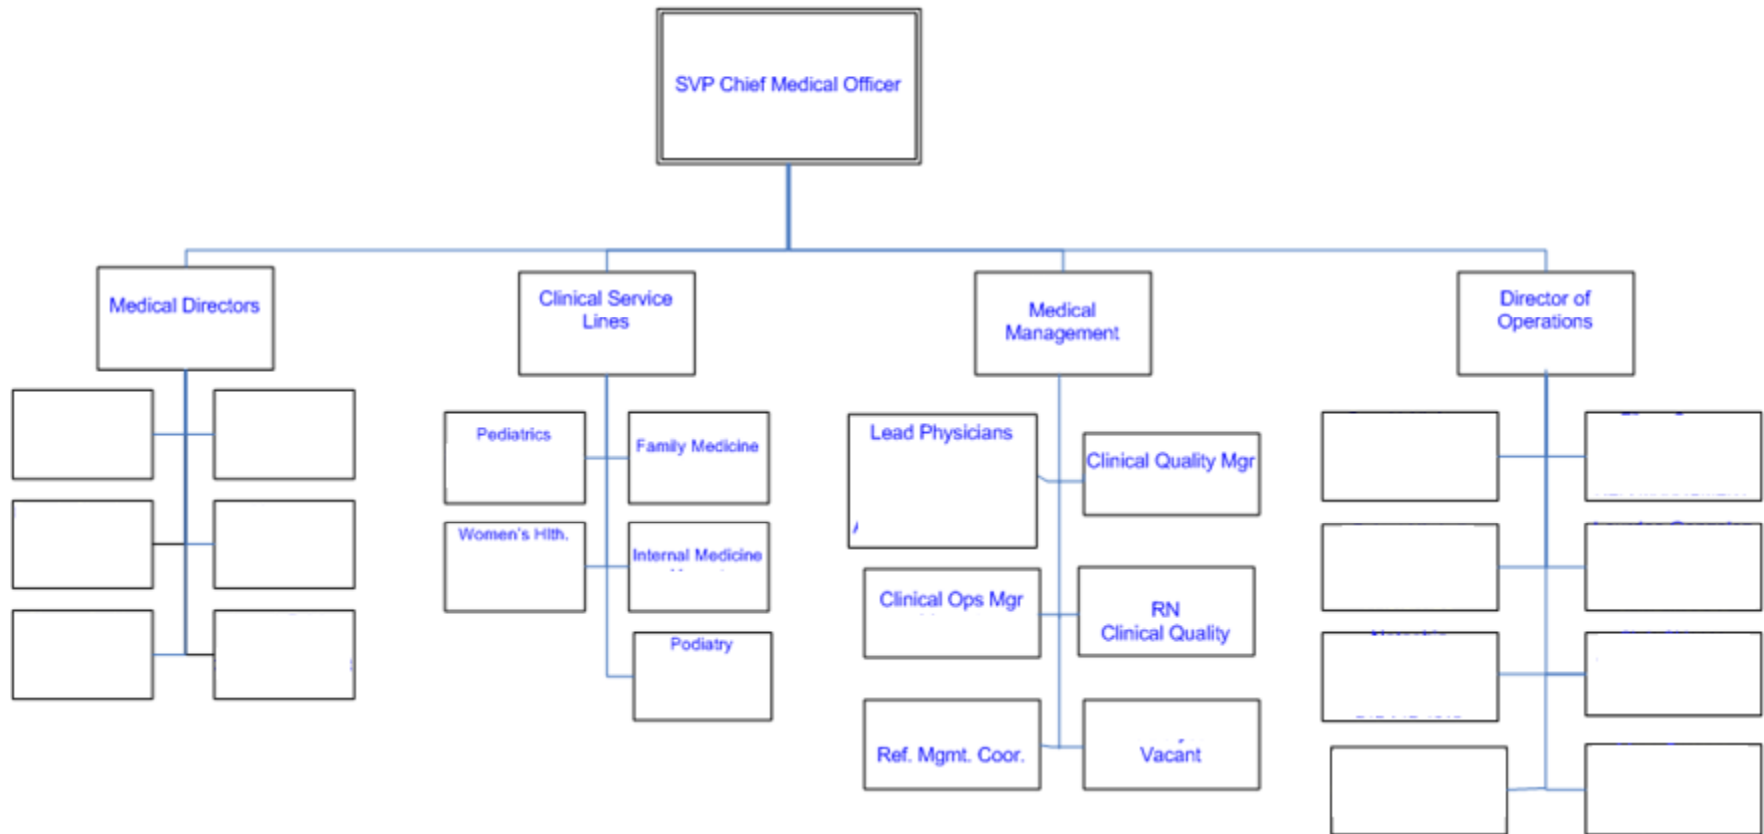 SVP Chief Medical Officer
Medical Directors
Clinical Service
Lines
Medical
Management
Director of
Operations
Pediatrics
Family Medicine
Women's Hlth.
Internal Medicine
Podiatry
Lead Physicians
Clinical Quality Mgr
Clinical Ops Mgr
RN
Clinical Quality
Ref. Mgmt. Coor.
Vacant